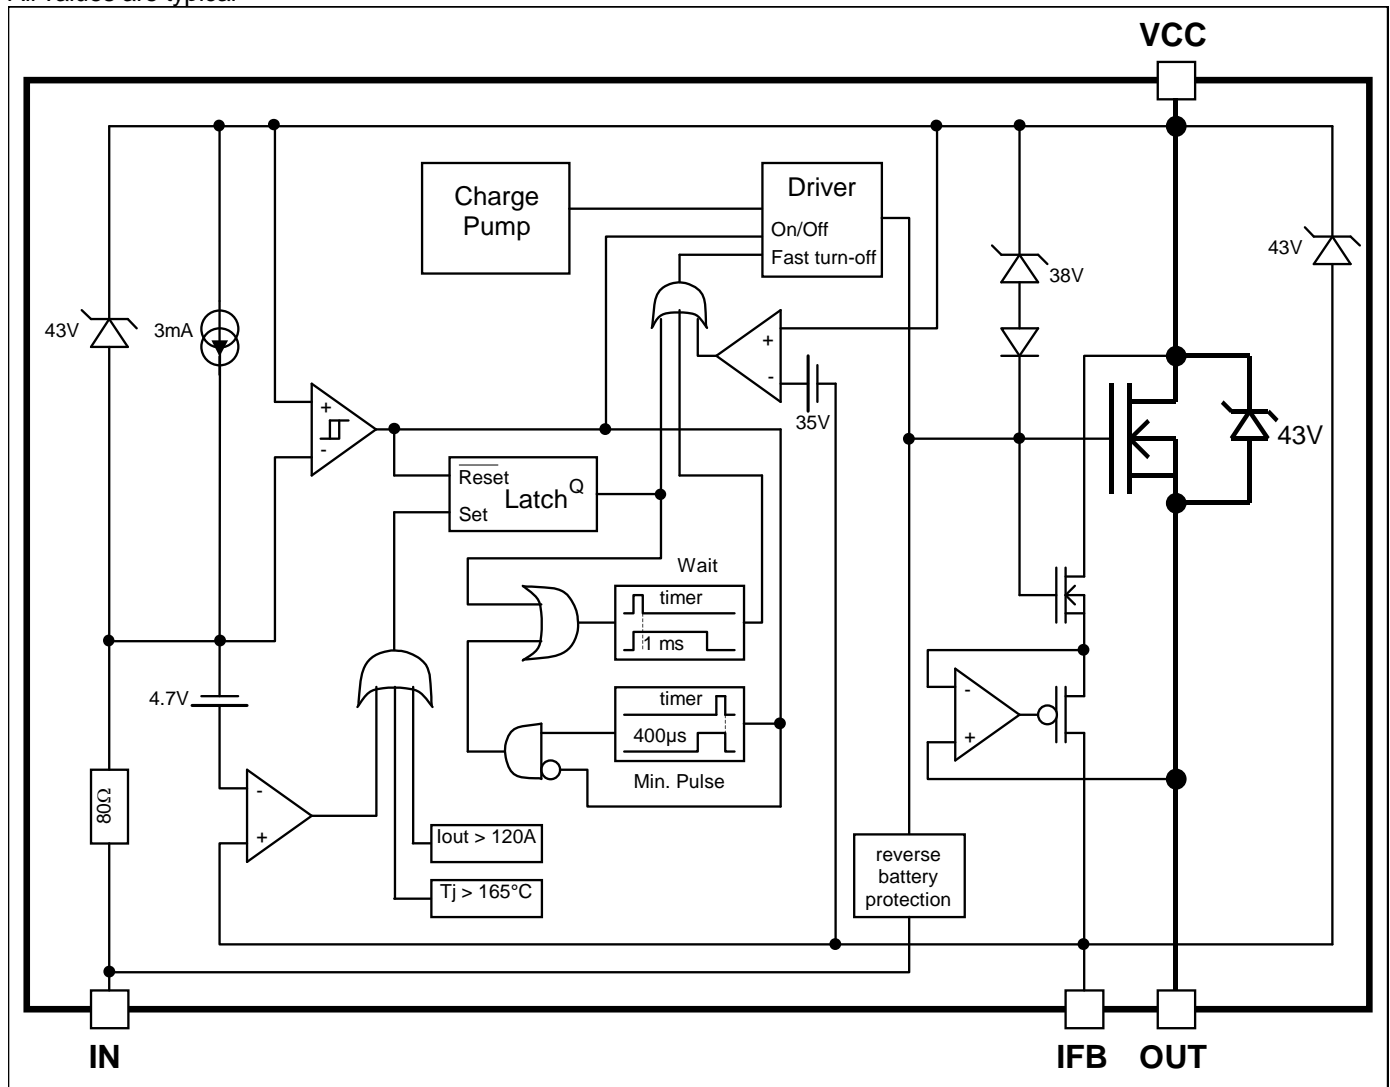 All values are typical
VCC
Charge
Pump
Driver
On/Off
Fast turn-off
43V
38V
43V
3mA
+
-
35V
+
-
43V
Reset
Latch
Q
Set
Wait
timer
1 ms
4.7V
timer
400µs
Min. Pulse
-
+
80Ω
-
+
Iout > 120A
Tj > 165°C
reverse
battery
protection
IN
IFB
OUT